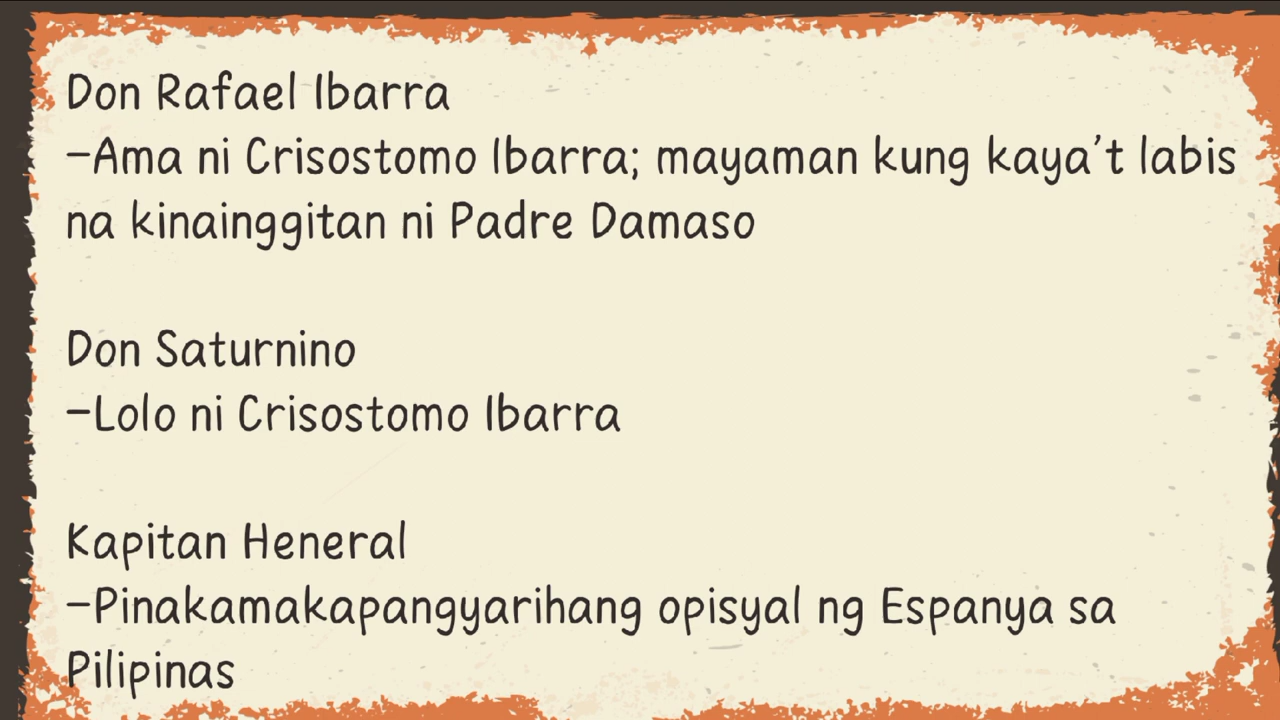 Don Rafael Ibarra
-Ama ni Crisostomo Ibarra; mayaman kung kaya't labis
na kinainggitan ni Padre Damaso
Don Saturnino
-Lolo ni Crisostomo Ibarra
Kapitan Heneral
-Pinakamakapangyarihang opisyal ng Espanya sa
Pilipinas